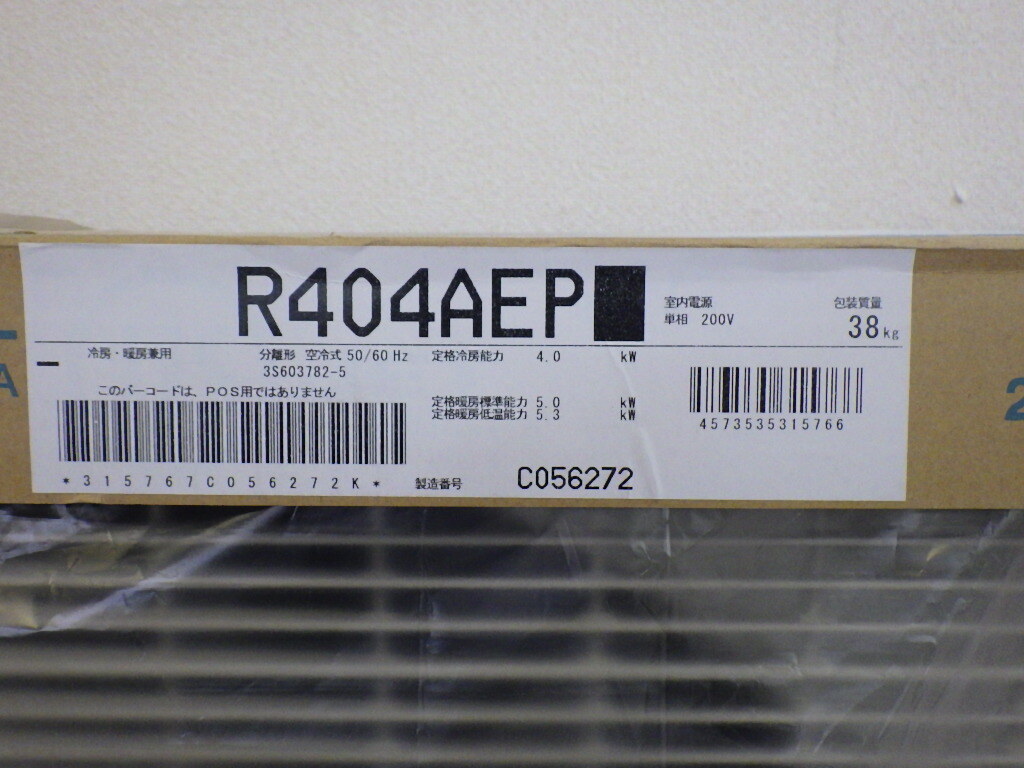 R404AEP
室内電源
単相 200V
包装質量
38kg
冷房・暖房兼用
分離形 空冷式 50/60 Hz
3S603782-5
定格冷房能力 4.0 kW
このバーコードは、POS用ではありません
定格暖房標準能力 5.0 kW
定格暖房低温能力 5.3 kW
4573535315766
*315767C056272K*
製造番号 C056272
A
2